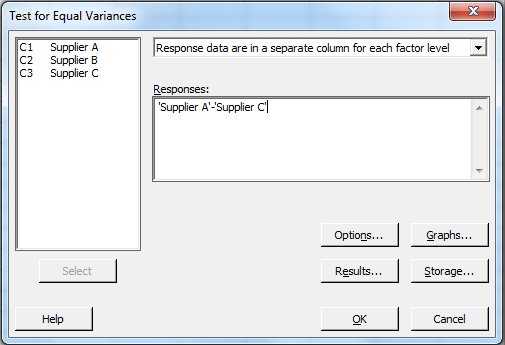 Test for Equal Variances
C1 Supplier A
C2 Supplier B
C3 Supplier C
Response data are in a separate column for each factor level
Responses:
'Supplier A'-'Supplier C'
Options...
Graphs...
Select
Results...
Storage...
Help
OK
Cancel